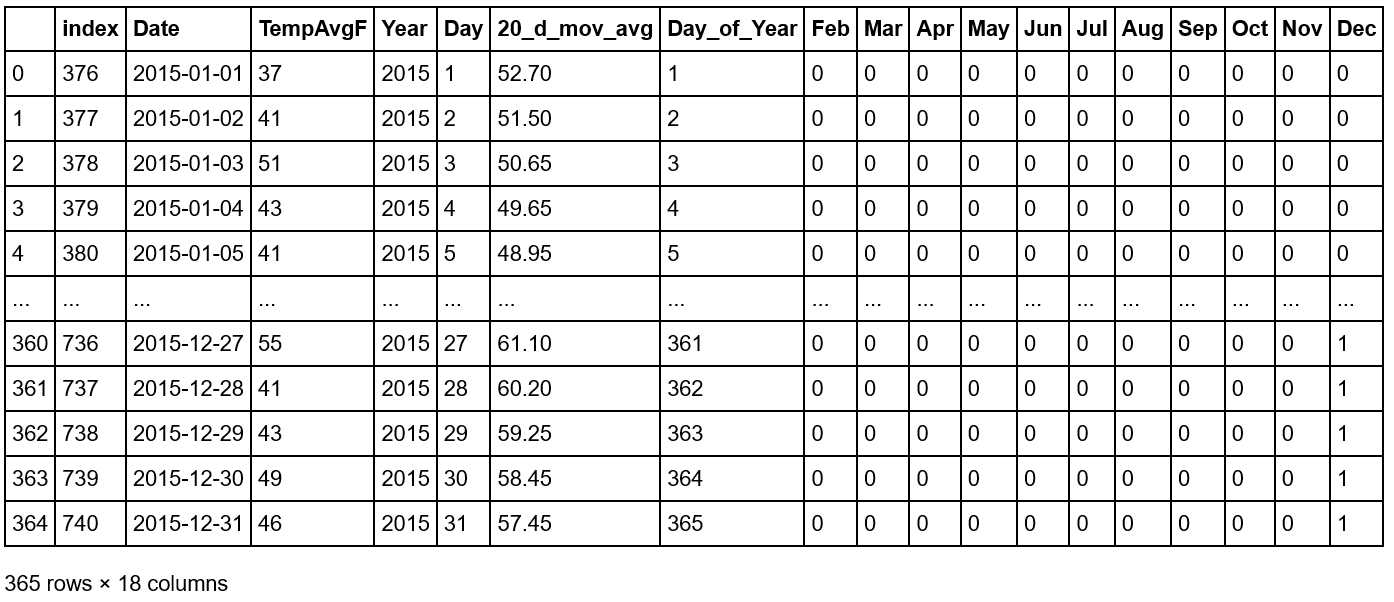 index Date TempAvgF Year Day 20_d_mov_avg Day_of_Year Feb Mar Apr May Jun Jul Aug Sep Oct Nov Dec
0 376 2015-01-01 37 2015 1 52.70 1 0 0 0 0 0 0 0 0 0 0 0
1 377 2015-01-02 41 2015 2 51.50 2 0 0 0 0 0 0 0 0 0 0 0
2 378 2015-01-03 51 2015 3 50.65 3 0 0 0 0 0 0 0 0 0 0 0
3 379 2015-01-04 43 2015 4 49.65 4 0 0 0 0 0 0 0 0 0 0 0
4 380 2015-01-05 41 2015 5 48.95 5 0 0 0 0 0 0 0 0 0 0 0
... ... ... ... ... ... ... ... ... ... ... ... ... ... ... ... ... ... ...
360 736 2015-12-27 55 2015 27 61.10 361 0 0 0 0 0 0 0 0 0 0 1
361 737 2015-12-28 41 2015 28 60.20 362 0 0 0 0 0 0 0 0 0 0 1
362 738 2015-12-29 43 2015 29 59.25 363 0 0 0 0 0 0 0 0 0 0 1
363 739 2015-12-30 49 2015 30 58.45 364 0 0 0 0 0 0 0 0 0 0 1
364 740 2015-12-31 46 2015 31 57.45 365 0 0 0 0 0 0 0 0 0 0 1
365 rows × 18 columns